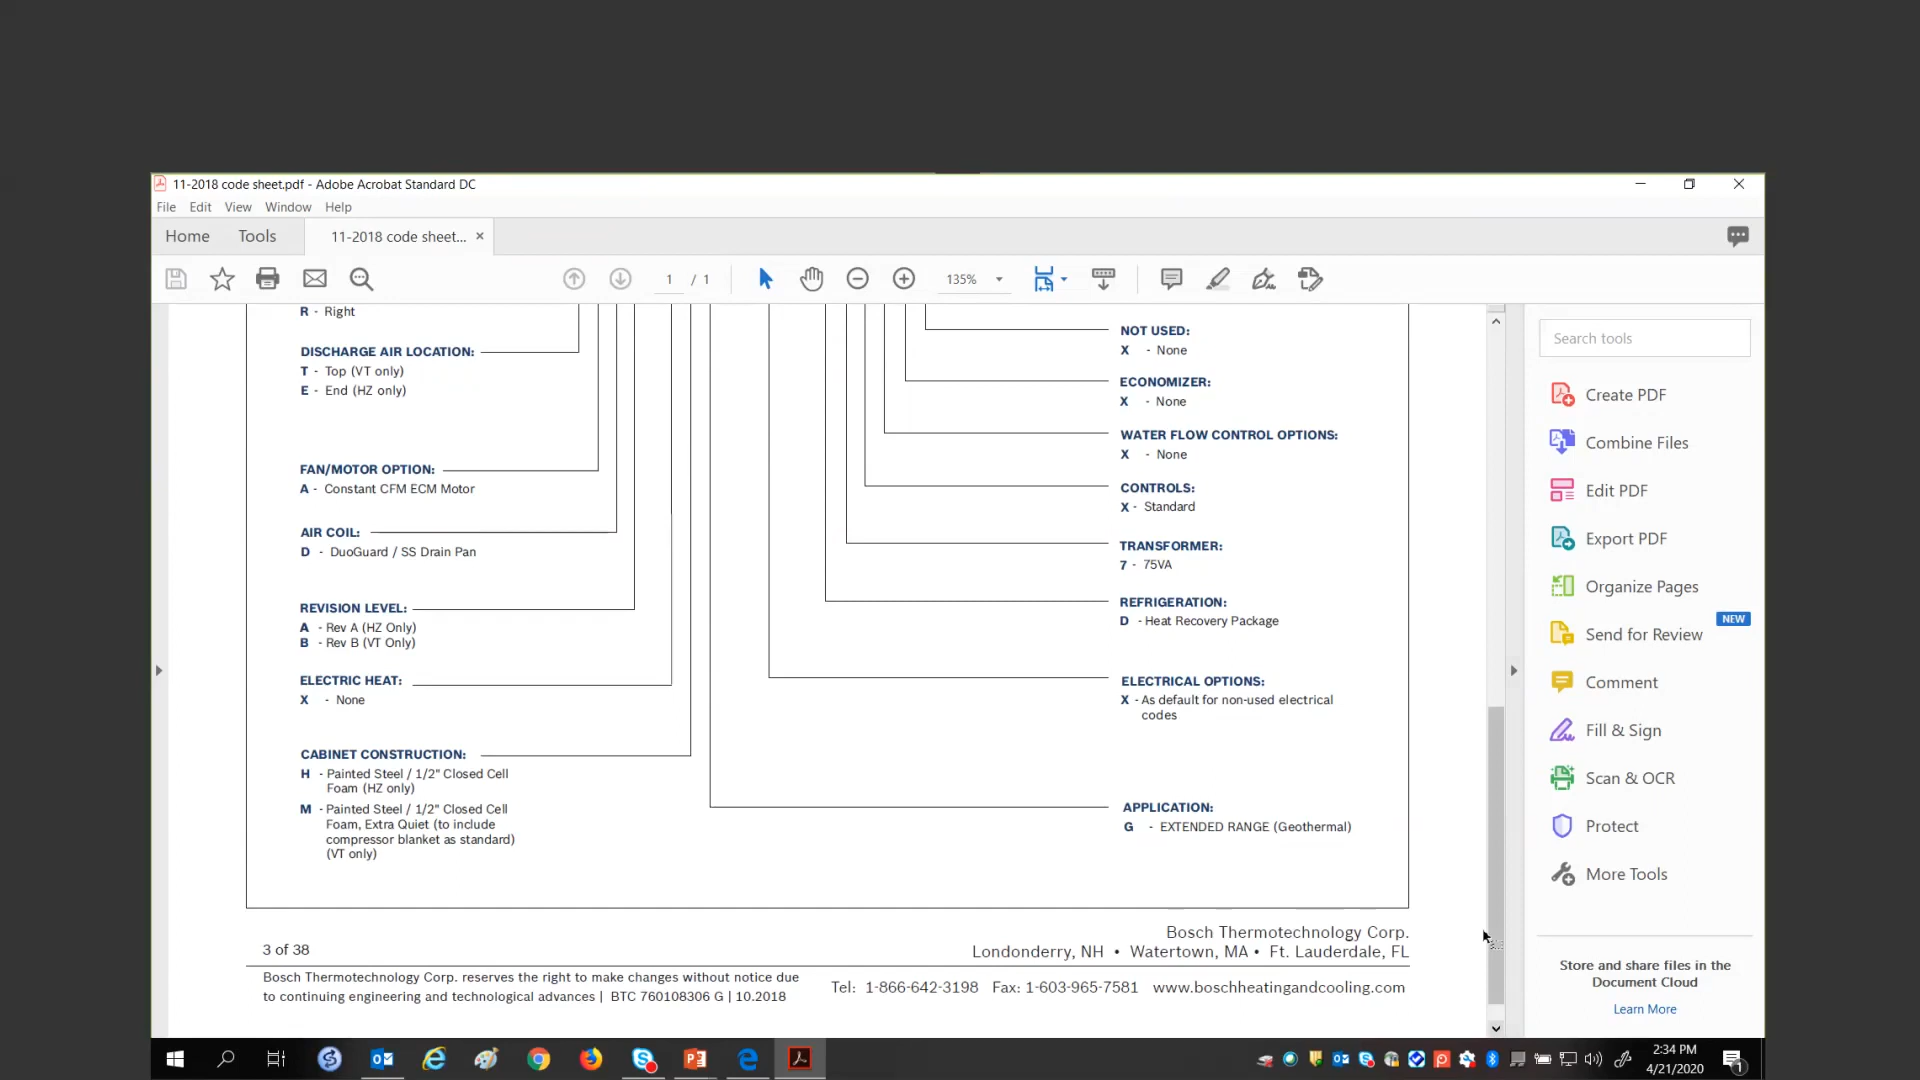 11-2018 code sheet.pdf - Adobe Acrobat Standard DC
File Edit View Window Help
Home Tools 11-2018 code sheet... ×
1 / 1 135%
R - Right
DISCHARGE AIR LOCATION:
T - Top (VT only)
E - End (HZ only)
FAN/MOTOR OPTION:
A - Constant CFM ECM Motor
AIR COIL:
D - DuoGuard / SS Drain Pan
REVISION LEVEL:
A - Rev A (HZ Only)
B - Rev B (VT Only)
ELECTRIC HEAT:
X - None
CABINET CONSTRUCTION:
H - Painted Steel / 1/2" Closed Cell
Foam (HZ only)
M - Painted Steel / 1/2" Closed Cell
Foam, Extra Quiet (to include
compressor blanket as standard)
(VT only)
NOT USED:
X - None
ECONOMIZER:
X - None
WATER FLOW CONTROL OPTIONS:
X - None
CONTROLS:
X - Standard
TRANSFORMER:
7 - 75VA
REFRIGERATION:
D - Heat Recovery Package
ELECTRICAL OPTIONS:
X - As default for non-used electrical
codes
APPLICATION:
G - EXTENDED RANGE (Geothermal)
3 of 38
Bosch Thermotechnology Corp.
Londonderry, NH • Watertown, MA • Ft. Lauderdale, FL
Bosch Thermotechnology Corp. reserves the right to make changes without notice due
to continuing engineering and technological advances | BTC 760108306 G | 10.2018
Tel: 1-866-642-3198 Fax: 1-603-965-7581 www.boschheatingandcooling.com
Search tools
Create PDF
Combine Files
Edit PDF
Export PDF
Organize Pages
NEW
Send for Review
Comment
Fill & Sign
Scan & OCR
Protect
More Tools
Store and share files in the
Document Cloud
Learn More
2:34 PM
4/21/2020
1